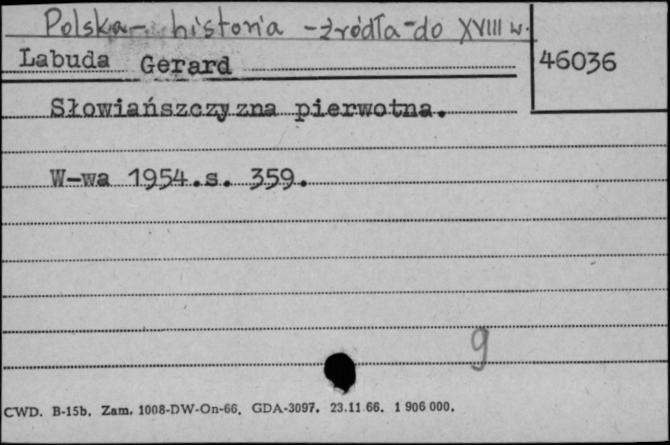 Polska - historia - źródła - do XVIII w.
Labuda Gerard
46036
Słowiańszczyzna pierwotna.
W-wa 1954.s. 359.
9
CWD. B-15b. Zam. 1008-DW-On-66. GDA-3097. 23.11.66. 1 906 000.